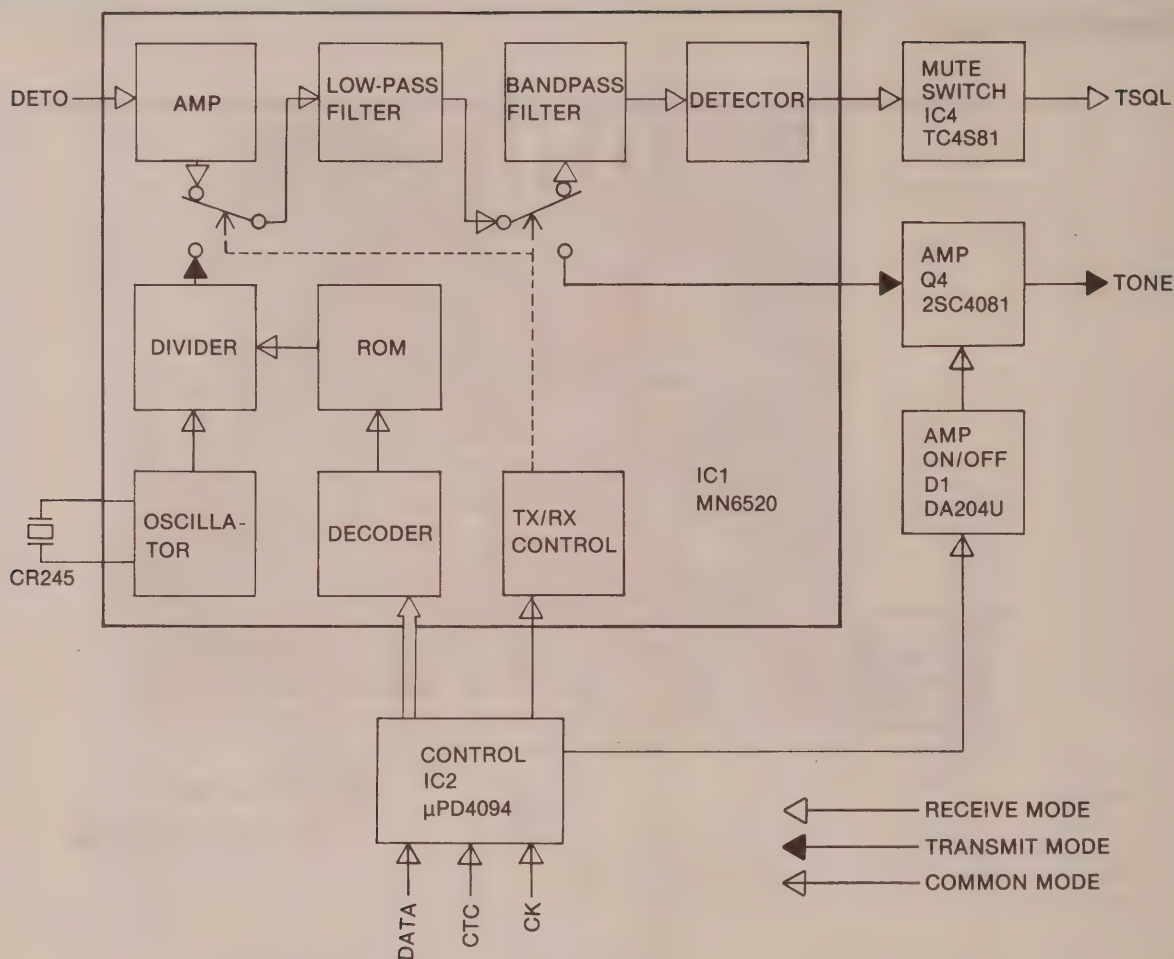 DETO
AMP
LOW-PASS
FILTER
BANDPASS
FILTER
DETECTOR
MUTE
SWITCH
IC4
TC4S81
TSQL
AMP
Q4
2SC4081
TONE
DIVIDER
ROM
AMP
ON/OFF
D1
DA204U
OSCILLA-
TOR
CR245
DECODER
TX/RX
CONTROL
IC1
MN6520
CONTROL
IC2
µPD4094
DATA
CTC
CK
RECEIVE MODE
TRANSMIT MODE
COMMON MODE